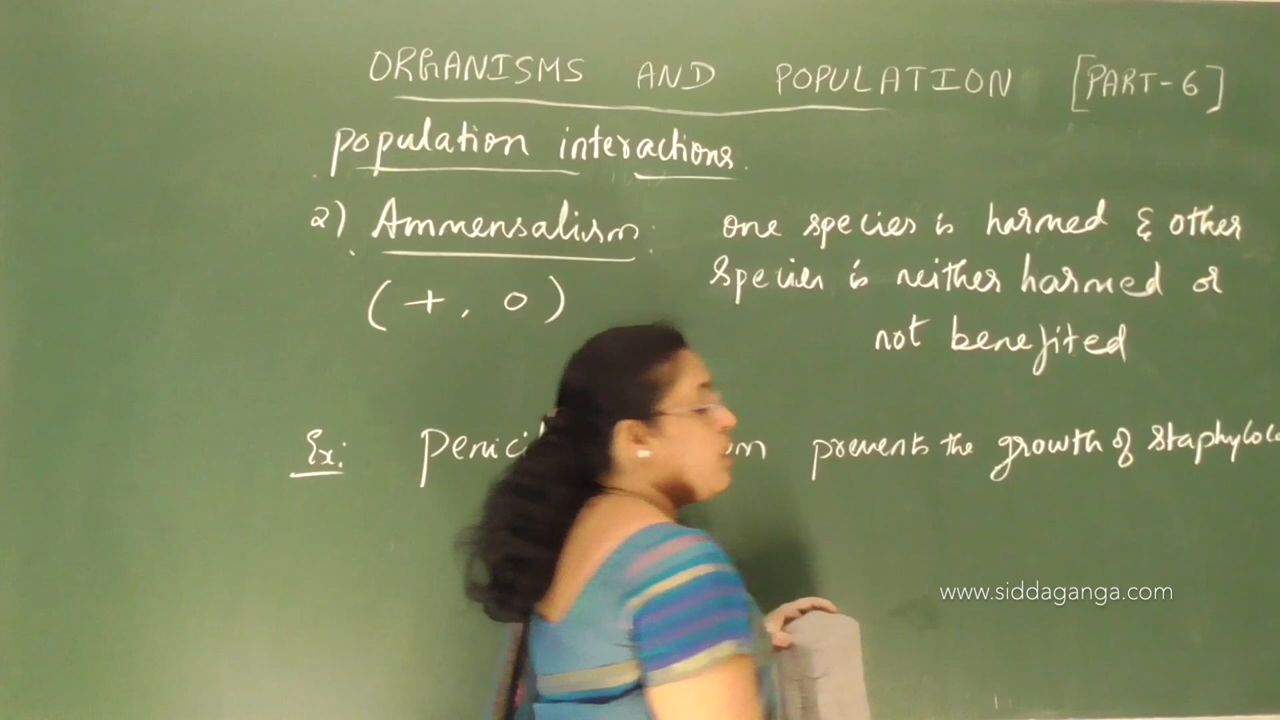 ORGANISMS AND POPULATION [PART-6]
population interactions.
2) Ammensalism: one species is harmed & other
(+, 0) species is neither harmed or
not benefited
Ex: prevents the growth of
www.siddaganga.com